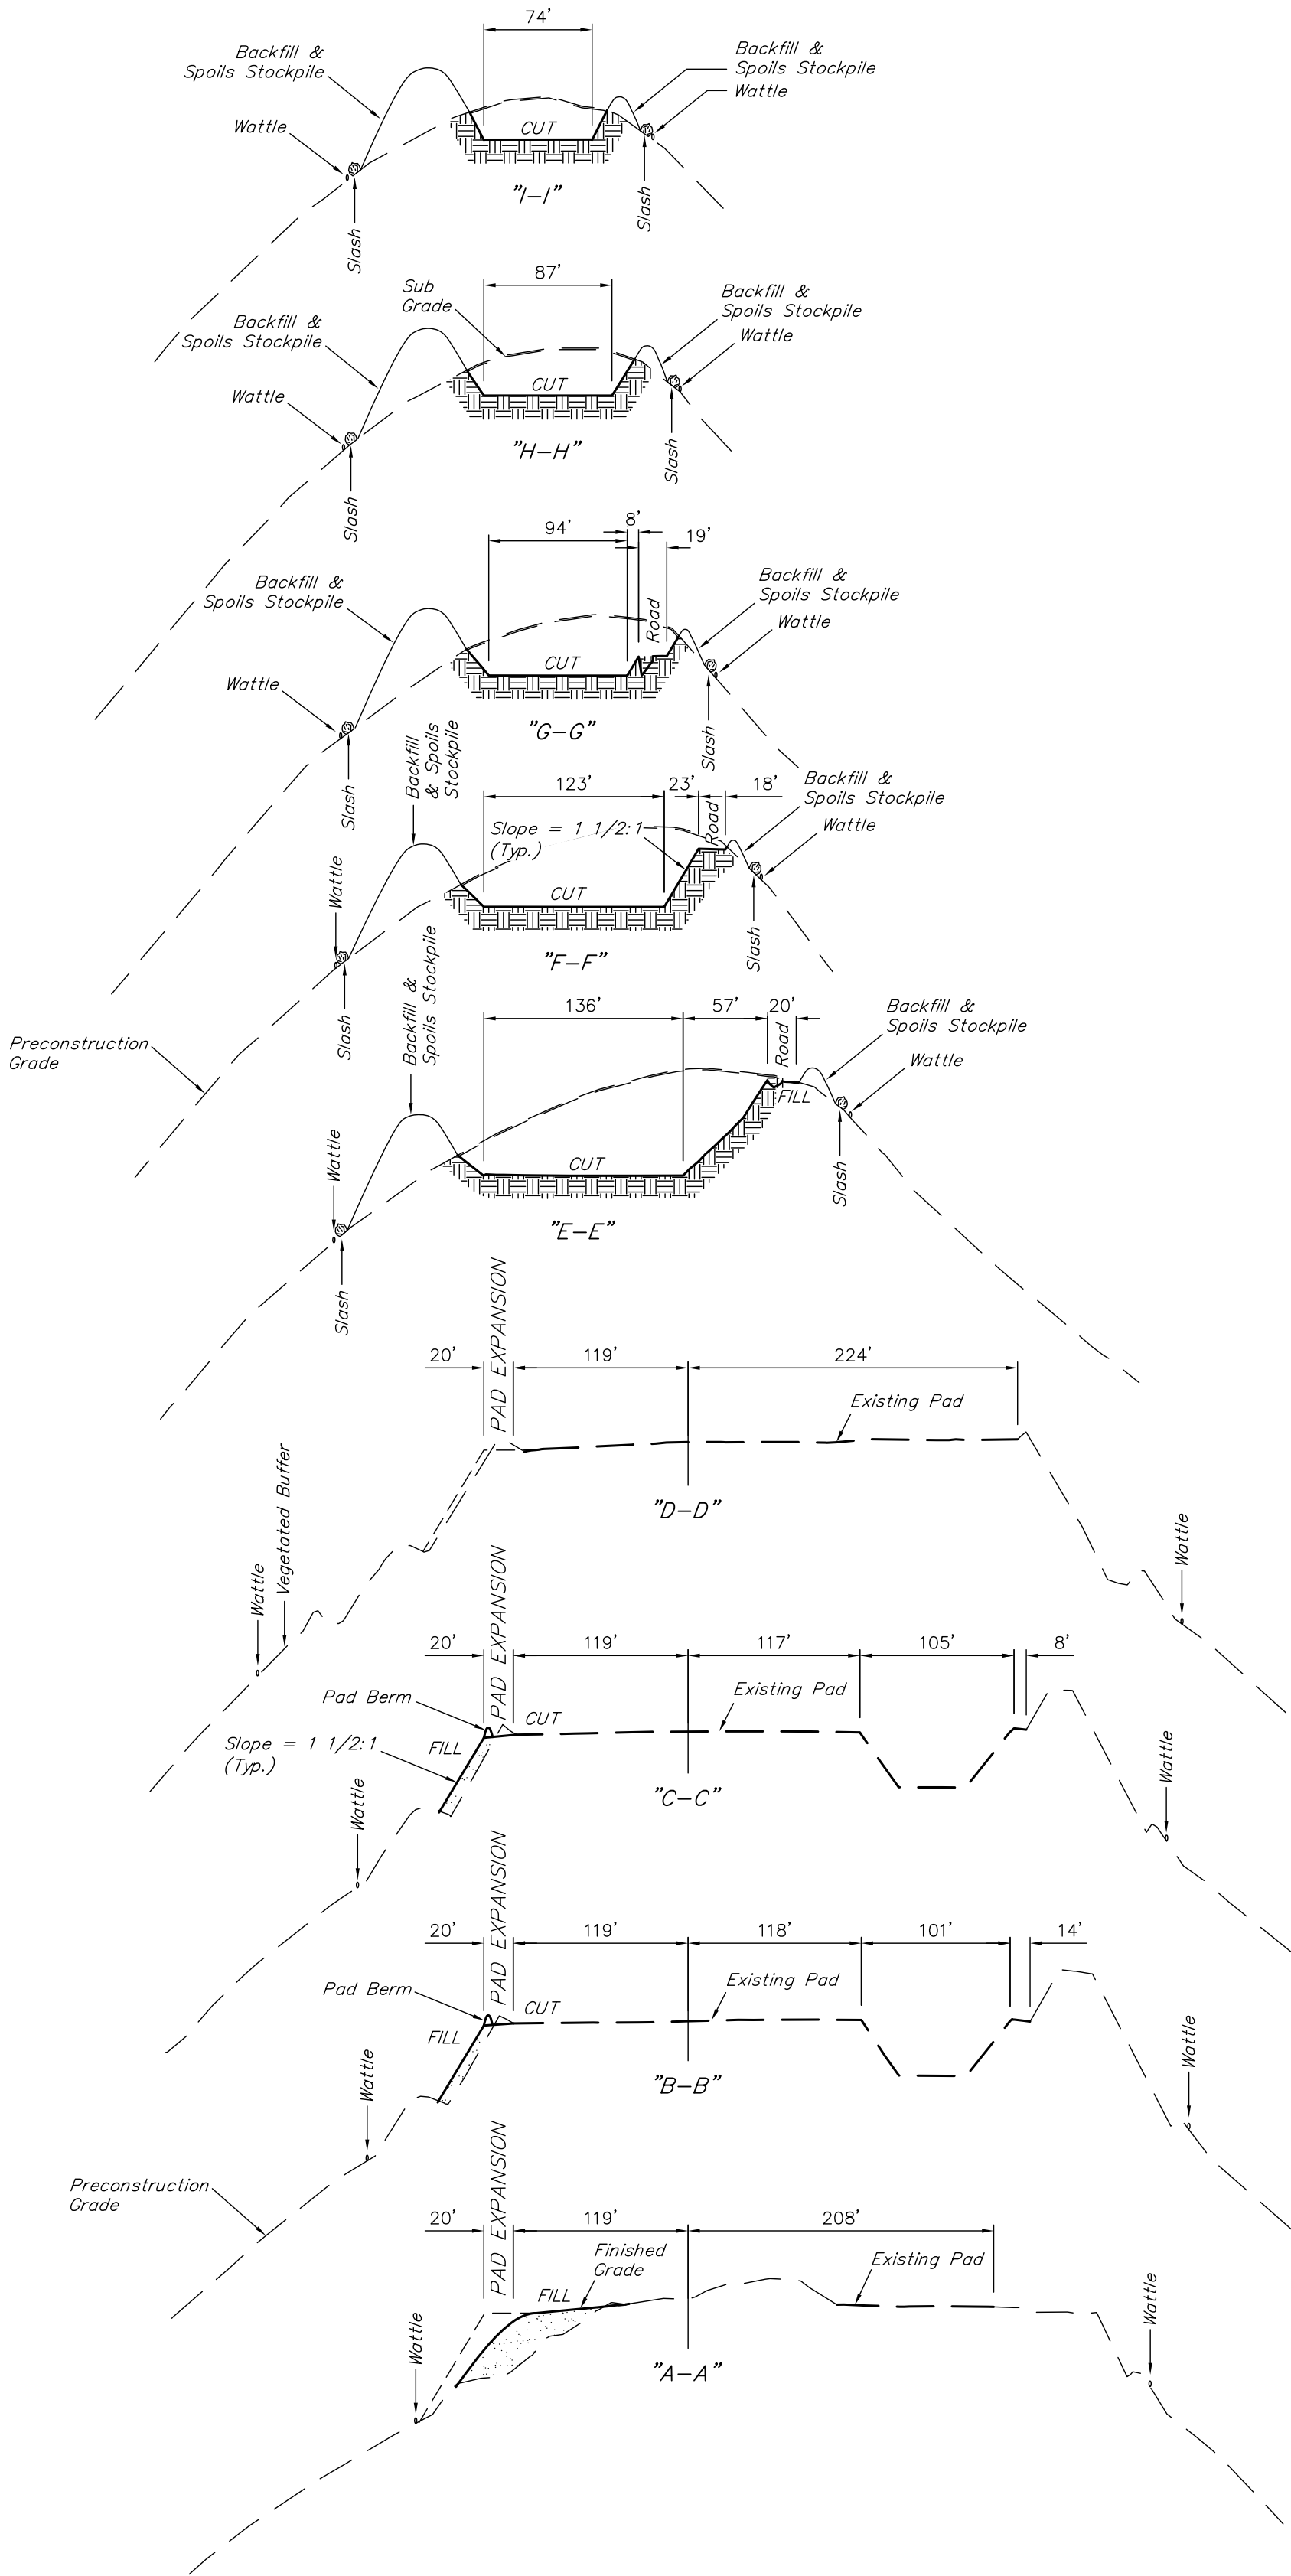 74'
Backfill &
Spoils Stockpile
Backfill &
Spoils Stockpile
Wattle
Wattle
CUT
Slash
Slash
"I-I"
87'
Sub
Grade
Backfill &
Spoils Stockpile
Backfill &
Spoils Stockpile
Wattle
Wattle
CUT
Slash
Slash
"H-H"
94'
8'
19'
Backfill &
Spoils Stockpile
Backfill &
Spoils Stockpile
Road
Wattle
Wattle
CUT
Slash
Slash
"G-G"
Backfill
& Spoils
Stockpile
123'
23'
18'
Backfill &
Spoils Stockpile
Road
Slope = 1 1/2:1
(Typ.)
Wattle
Wattle
CUT
Slash
Slash
"F-F"
Preconstruction
Grade
Backfill &
Spoils Stockpile
136'
57'
20'
Road
Backfill &
Spoils Stockpile
Wattle
FILL
Wattle
CUT
Slash
Slash
"E-E"
PAD EXPANSION
20'
119'
224'
Existing Pad
"D-D"
Wattle
Vegetated Buffer
Wattle
PAD EXPANSION
20'
119'
117'
105'
8'
Pad Berm
Existing Pad
CUT
FILL
Slope = 1 1/2:1
(Typ.)
"C-C"
Wattle
Wattle
PAD EXPANSION
20'
119'
118'
101'
14'
Pad Berm
Existing Pad
CUT
FILL
"B-B"
Wattle
Wattle
Preconstruction
Grade
PAD EXPANSION
20'
119'
208'
Finished
Grade
Existing Pad
FILL
"A-A"
Wattle
Wattle